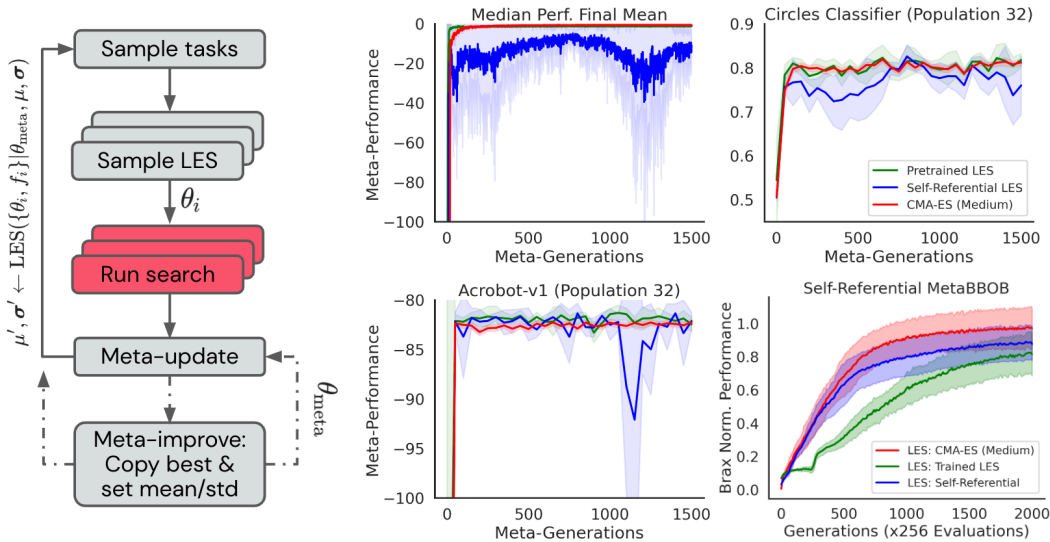 Sample tasks
Sample LES
θᵢ
Run search
μ′, σ′ ← LES({θᵢ, fᵢ}|θmeta, μ, σ)
Meta-update
θmeta
Meta-improve:
Copy best &
set mean/std
Median Perf. Final Mean
Meta-Performance
0
−20
−40
−60
−80
−100
0 500 1000 1500
Meta-Generations
Circles Classifier (Population 32)
0.9
0.8
0.7
0.6
0.5
Pretrained LES
Self-Referential LES
CMA-ES (Medium)
0 500 1000 1500
Meta-Generations
Acrobot-v1 (Population 32)
Meta-Performance
−80
−85
−90
−95
−100
0 500 1000 1500
Meta-Generations
Self-Referential MetaBBOB
Brax Norm. Performance
1.0
0.8
0.6
0.4
0.2
0.0
LES: CMA-ES (Medium)
LES: Trained LES
LES: Self-Referential
0 500 1000 1500 2000
Generations (x256 Evaluations)